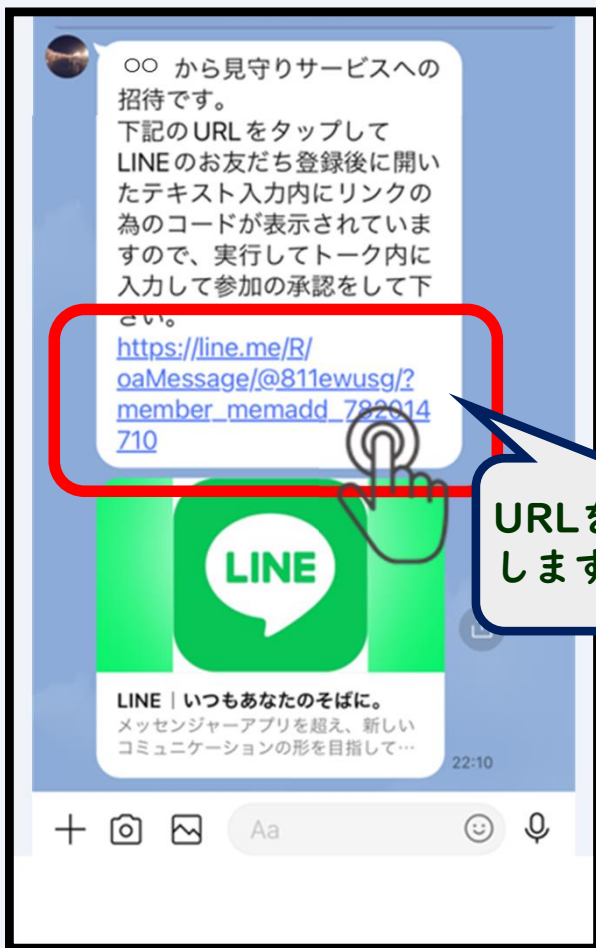 ○○ から見守りサービスへの
招待です。
下記のURLをタップして
LINEのお友だち登録後に開い
たテキスト入力内にリンクの
為のコードが表示されていま
すので、実行してトーク内に
入力して参加の承認をして下
さい。
https://line.me/R/
oaMessage/@811ewusg/?
member_memadd_782014
710
URLを
します
LINE
LINE｜いつもあなたのそばに。
メッセンジャーアプリを超え、新しい
コミュニケーションの形を目指して…
22:10
Aa